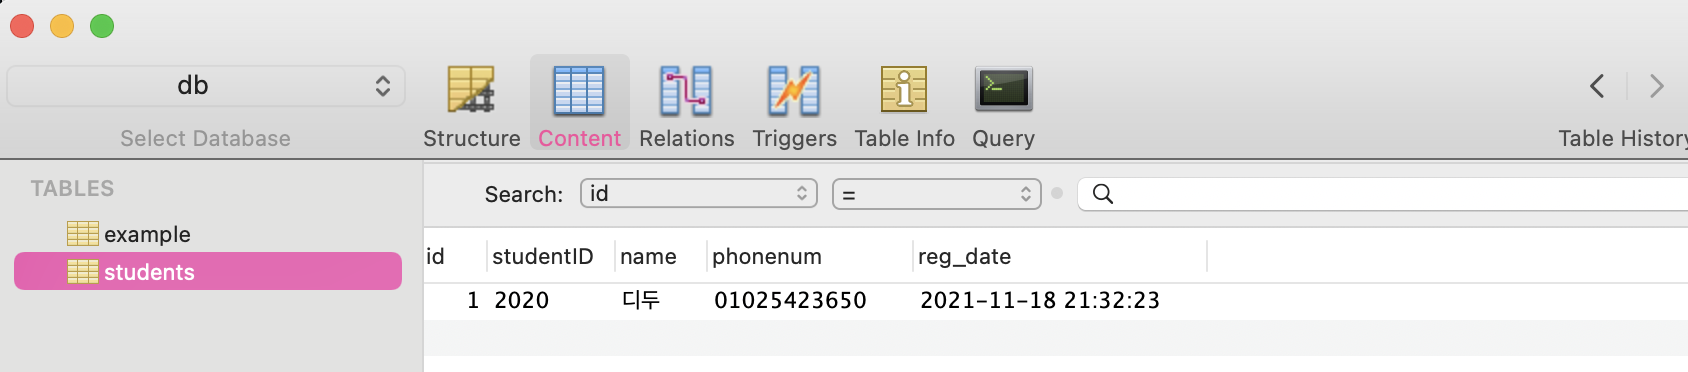 db
Select Database
Structure Content Relations Triggers Table Info Query
Table History
TABLES
example
students
Search: id =
id studentID name phonenum reg_date
1 2020 디두 01025423650 2021-11-18 21:32:23